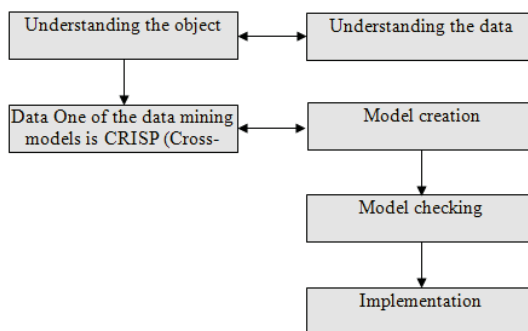 Understanding the object
Understanding the data
Data One of the data mining
models is CRISP (Cross-
Model creation
Model checking
Implementation